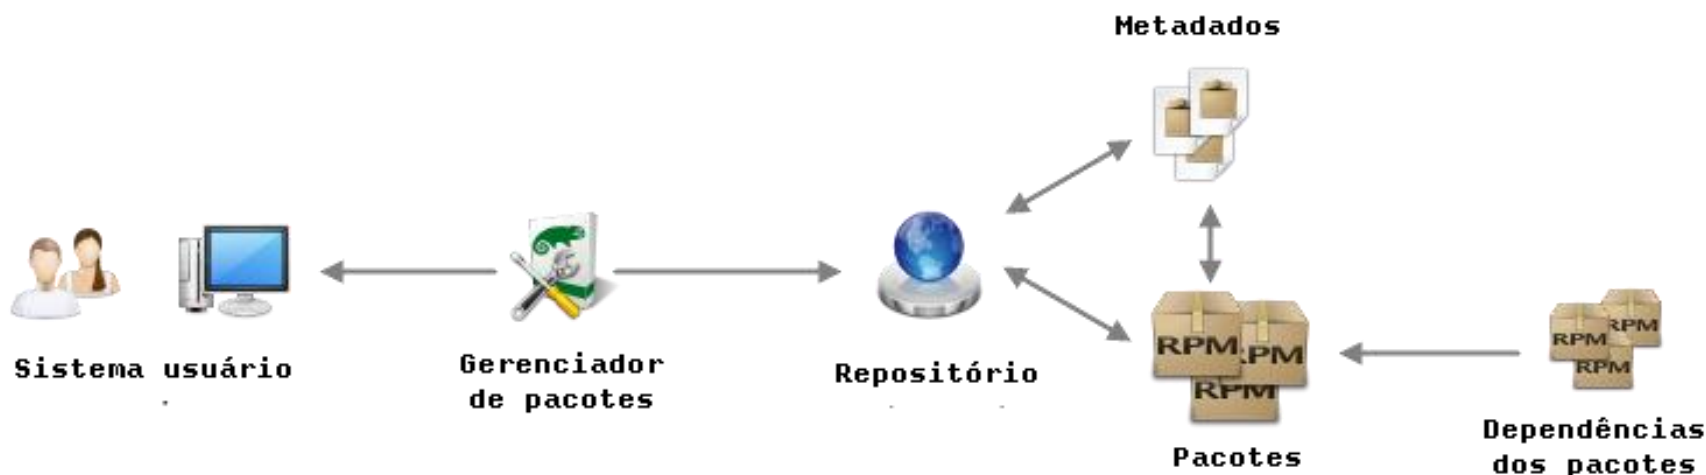 Metadados
Sistema usuário
Gerenciador
de pacotes
Repositório
RPM
RPM
RPM
Pacotes
RPM
RPM
RPM
Dependências
dos pacotes